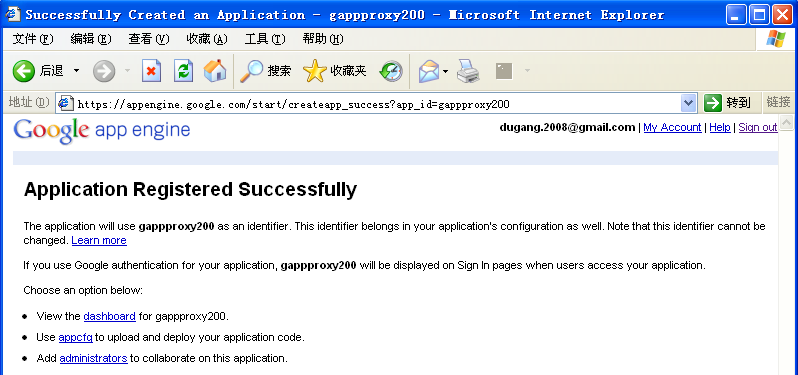 Successfully Created an Application - gappproxy200 - Microsoft Internet Explorer
文件(F) 编辑(E) 查看(V) 收藏(A) 工具(T) 帮助(H)
后退 搜索 收藏夹
地址(D) https://appengine.google.com/start/createapp_success?app_id=gappproxy200 转到 链接
Google app engine
dugang.2008@gmail.com | My Account | Help | Sign out
Application Registered Successfully
The application will use gappproxy200 as an identifier. This identifier belongs in your application's configuration as well. Note that this identifier cannot be
changed. Learn more
If you use Google authentication for your application, gappproxy200 will be displayed on Sign In pages when users access your application.
Choose an option below:
• View the dashboard for gappproxy200.
• Use appcfg to upload and deploy your application code.
• Add administrators to collaborate on this application.